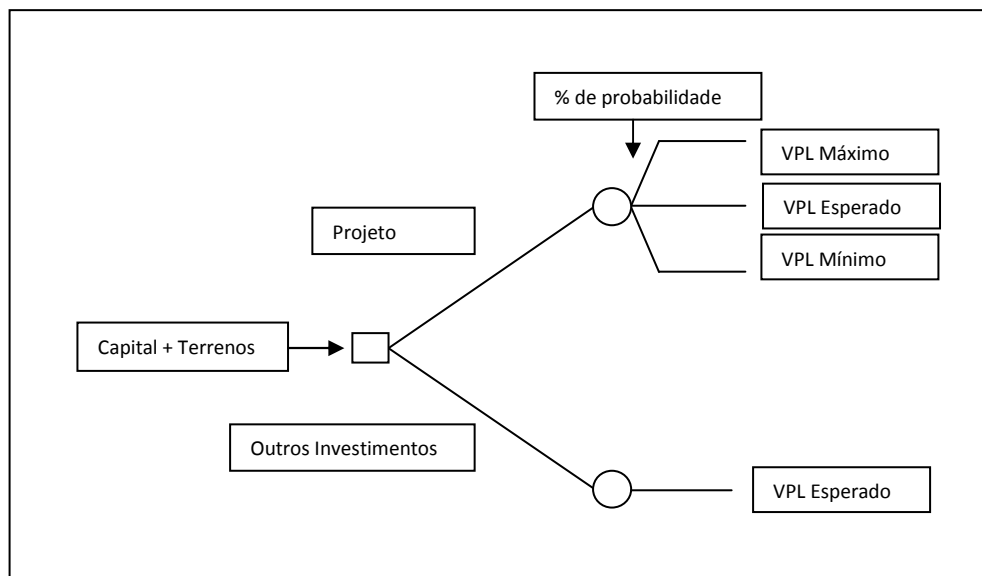 % de probabilidade
VPL Máximo
VPL Esperado
Projeto
VPL Mínimo
Capital + Terrenos
Outros Investimentos
VPL Esperado